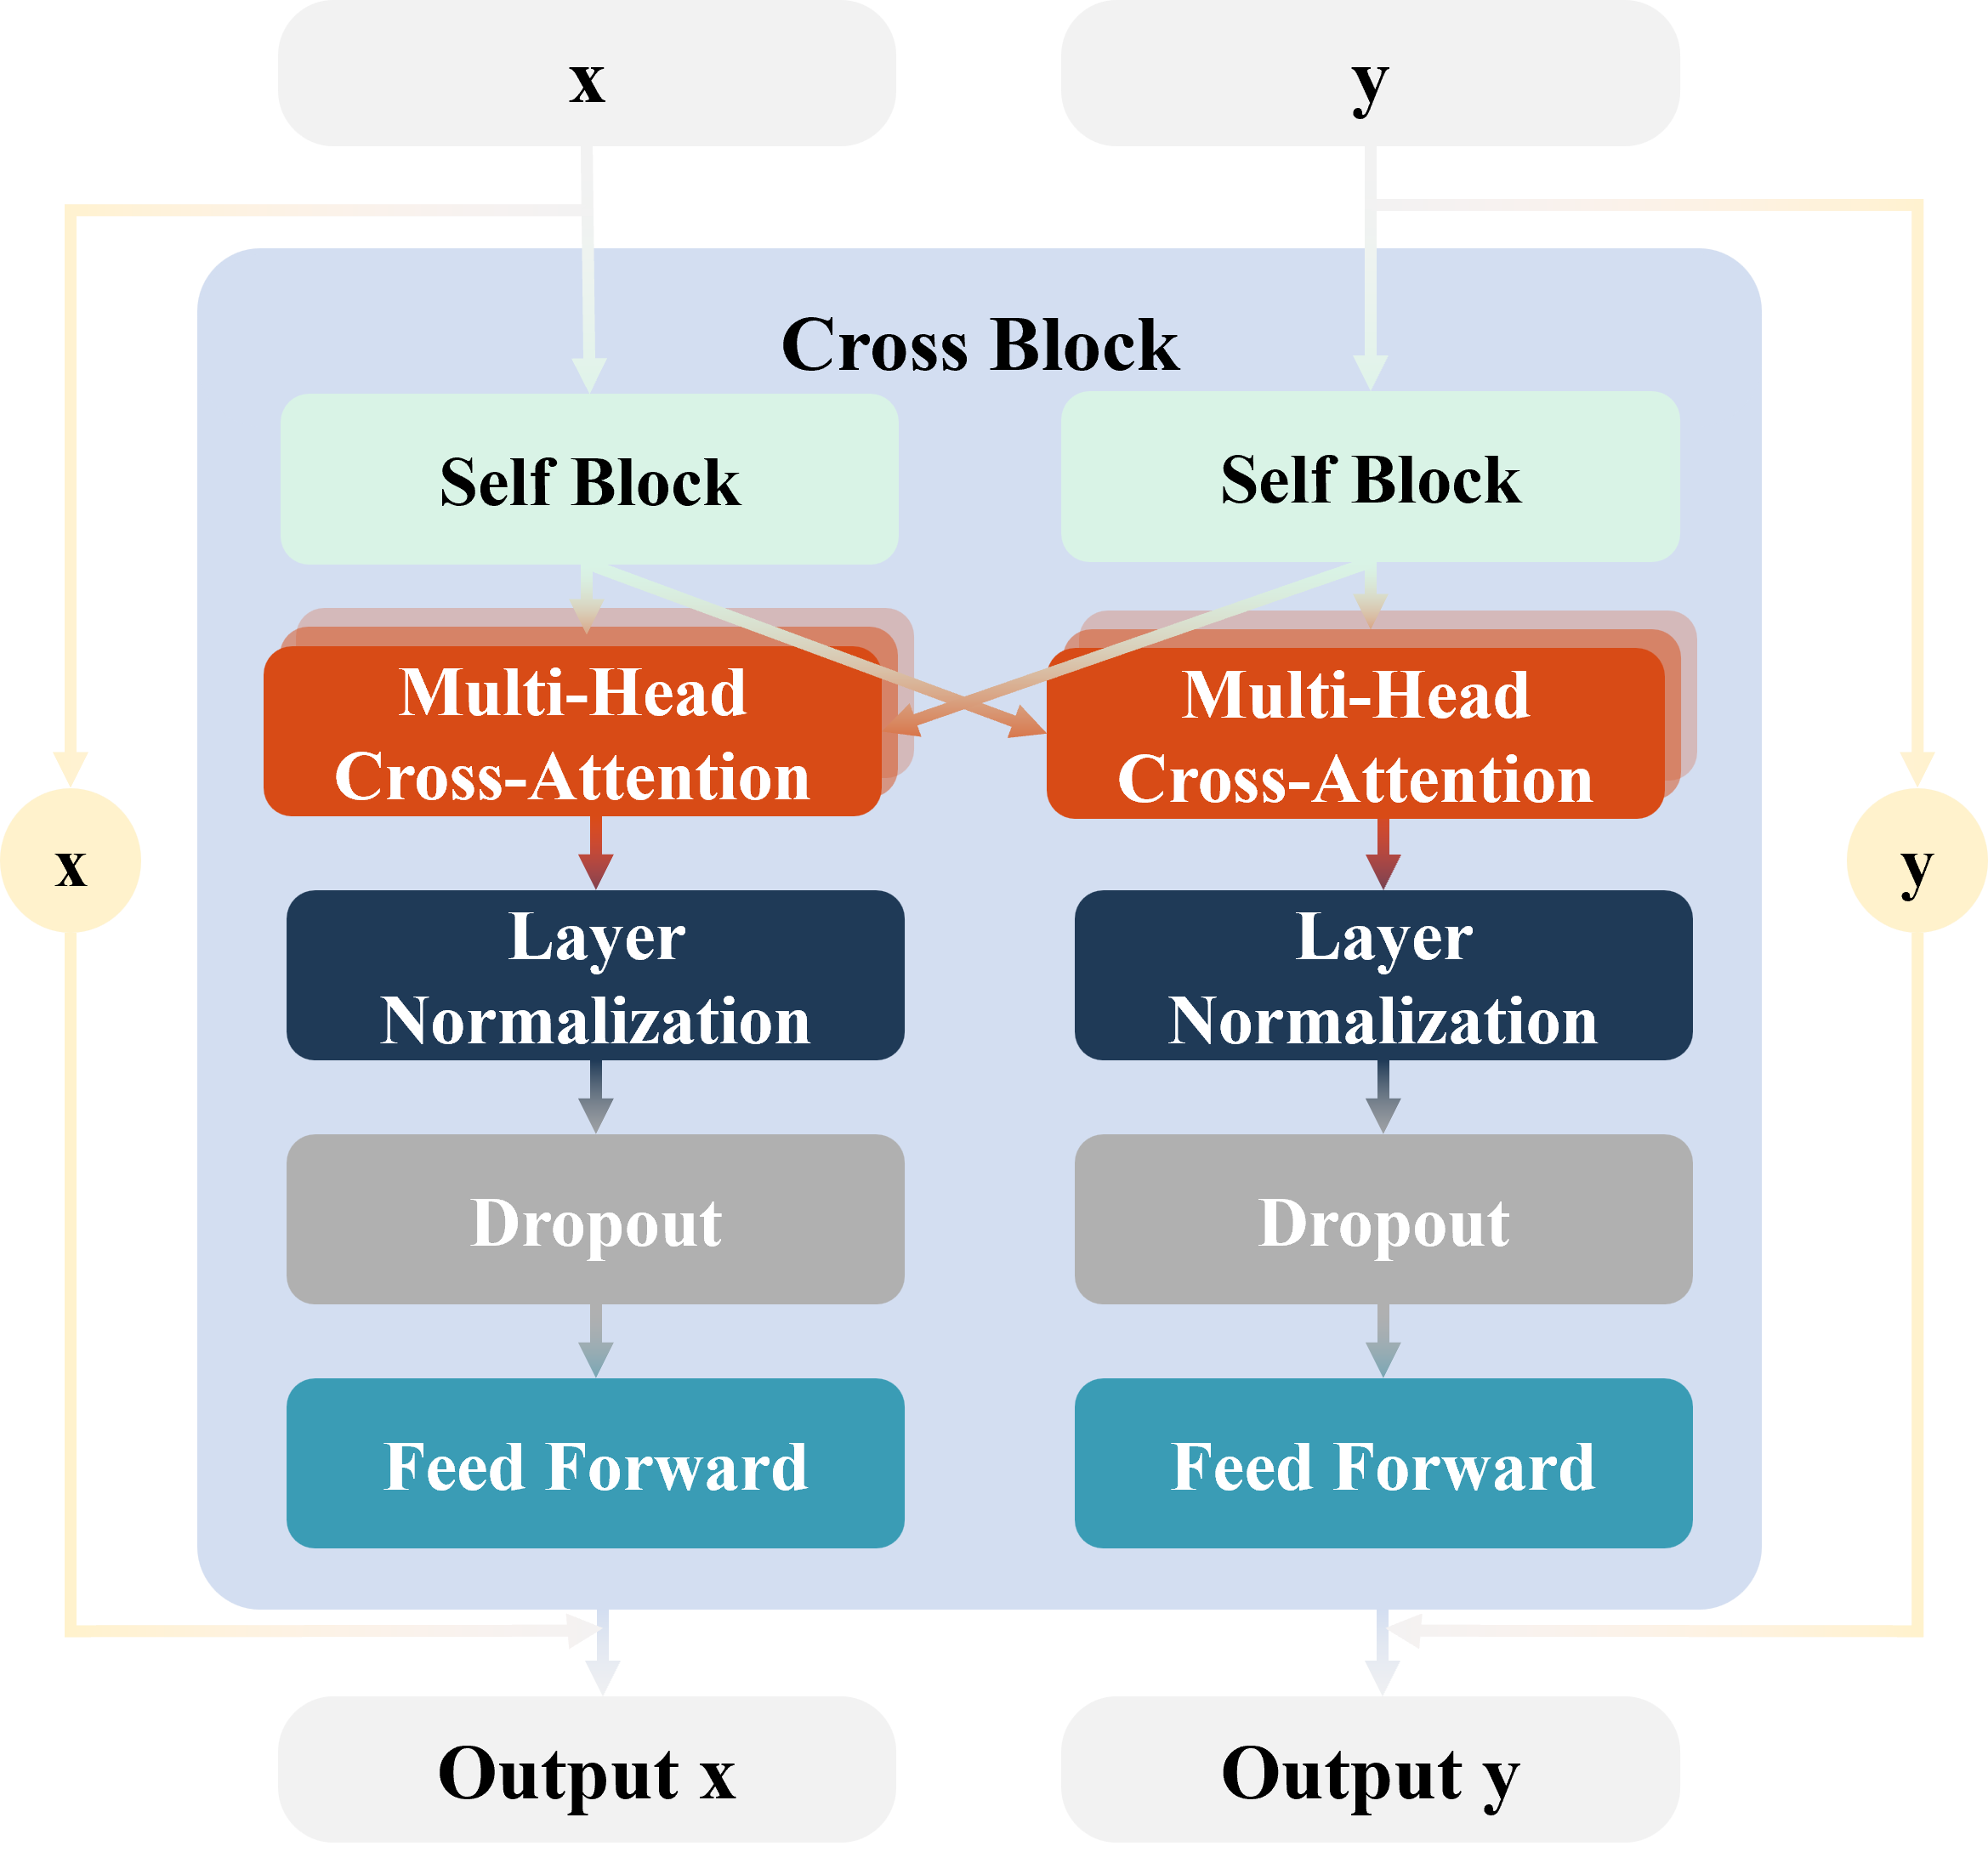 x
y
Cross Block
Self Block
Self Block
Multi-Head
Cross-Attention
Multi-Head
Cross-Attention
x
y
Layer
Normalization
Layer
Normalization
Dropout
Dropout
Feed Forward
Feed Forward
Output x
Output y